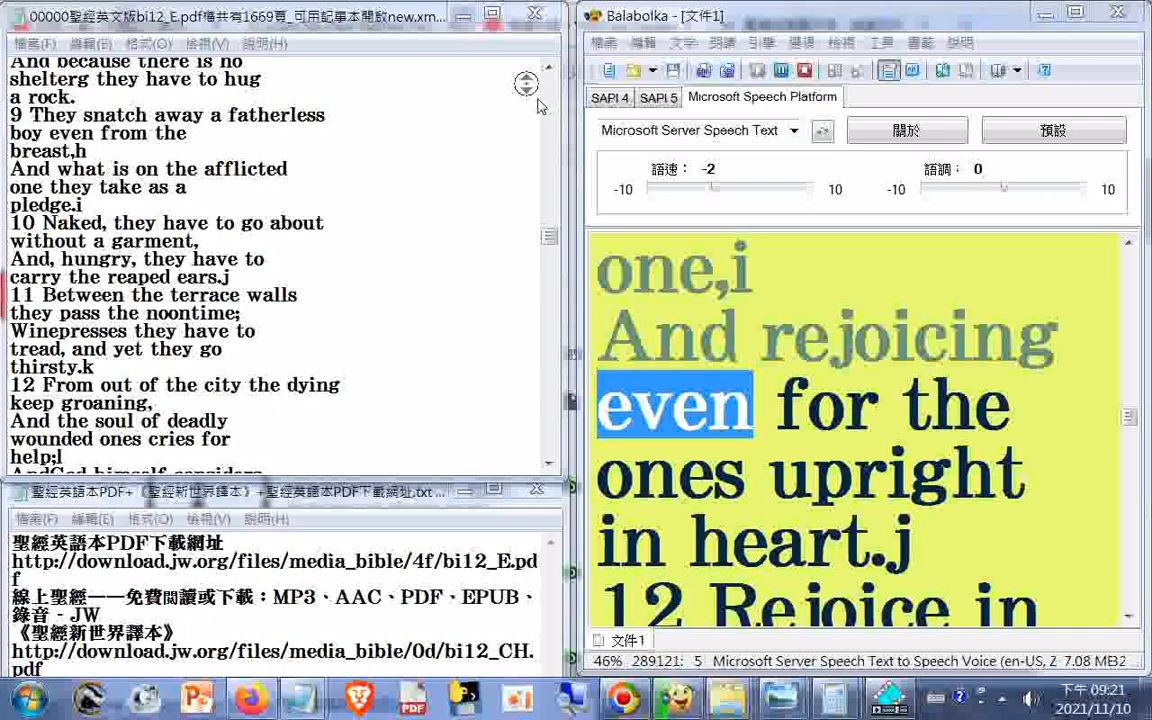 00000聖經英文版bi12_E.pdf檔共有1669頁_可用記事本開啟new.xm...
檔案(F) 編輯(E) 格式(O) 檢視(V) 說明(H)
And because there is no
shelterg they have to hug
a rock.
9 They snatch away a fatherless
boy even from the
breast,h
And what is on the afflicted
one they take as a
pledge.i
10 Naked, they have to go about
without a garment,
And, hungry, they have to
carry the reaped ears.j
11 Between the terrace walls
they pass the noontime;
Winepresses they have to
tread, and yet they go
thirsty.k
12 From out of the city the dying
keep groaning,
And the soul of deadly
wounded ones cries for
help;l
AndGod himself considers
聖經英語本PDF+《聖經新世界譯本》+聖經英語本PDF下載網址.txt ...
檔案(F) 編輯(E) 格式(O) 檢視(V) 說明(H)
聖經英語本PDF下載網址
http://download.jw.org/files/media_bible/4f/bi12_E.pd
f
線上聖經——免費閱讀或下載：MP3、AAC、PDF、EPUB、
錄音 - JW
《聖經新世界譯本》
http://download.jw.org/files/media_bible/0d/bi12_CH.
pdf
Balabolka - [文件1]
檔案 編輯 文字 朗讀 引擎 選項 檢視 工具 書籤 說明
SAPI 4 SAPI 5 Microsoft Speech Platform
Microsoft Server Speech Text 關於 預設
語速： -2 語調： 0
-10 10 -10 10
one,i
And rejoicing
even for the
ones upright
in heart.j
12 Rejoice in
文件1
46% 289121: 5 Microsoft Server Speech Text to Speech Voice (en-US, Z 7.08 MB2
下午 09:21
2021/11/10